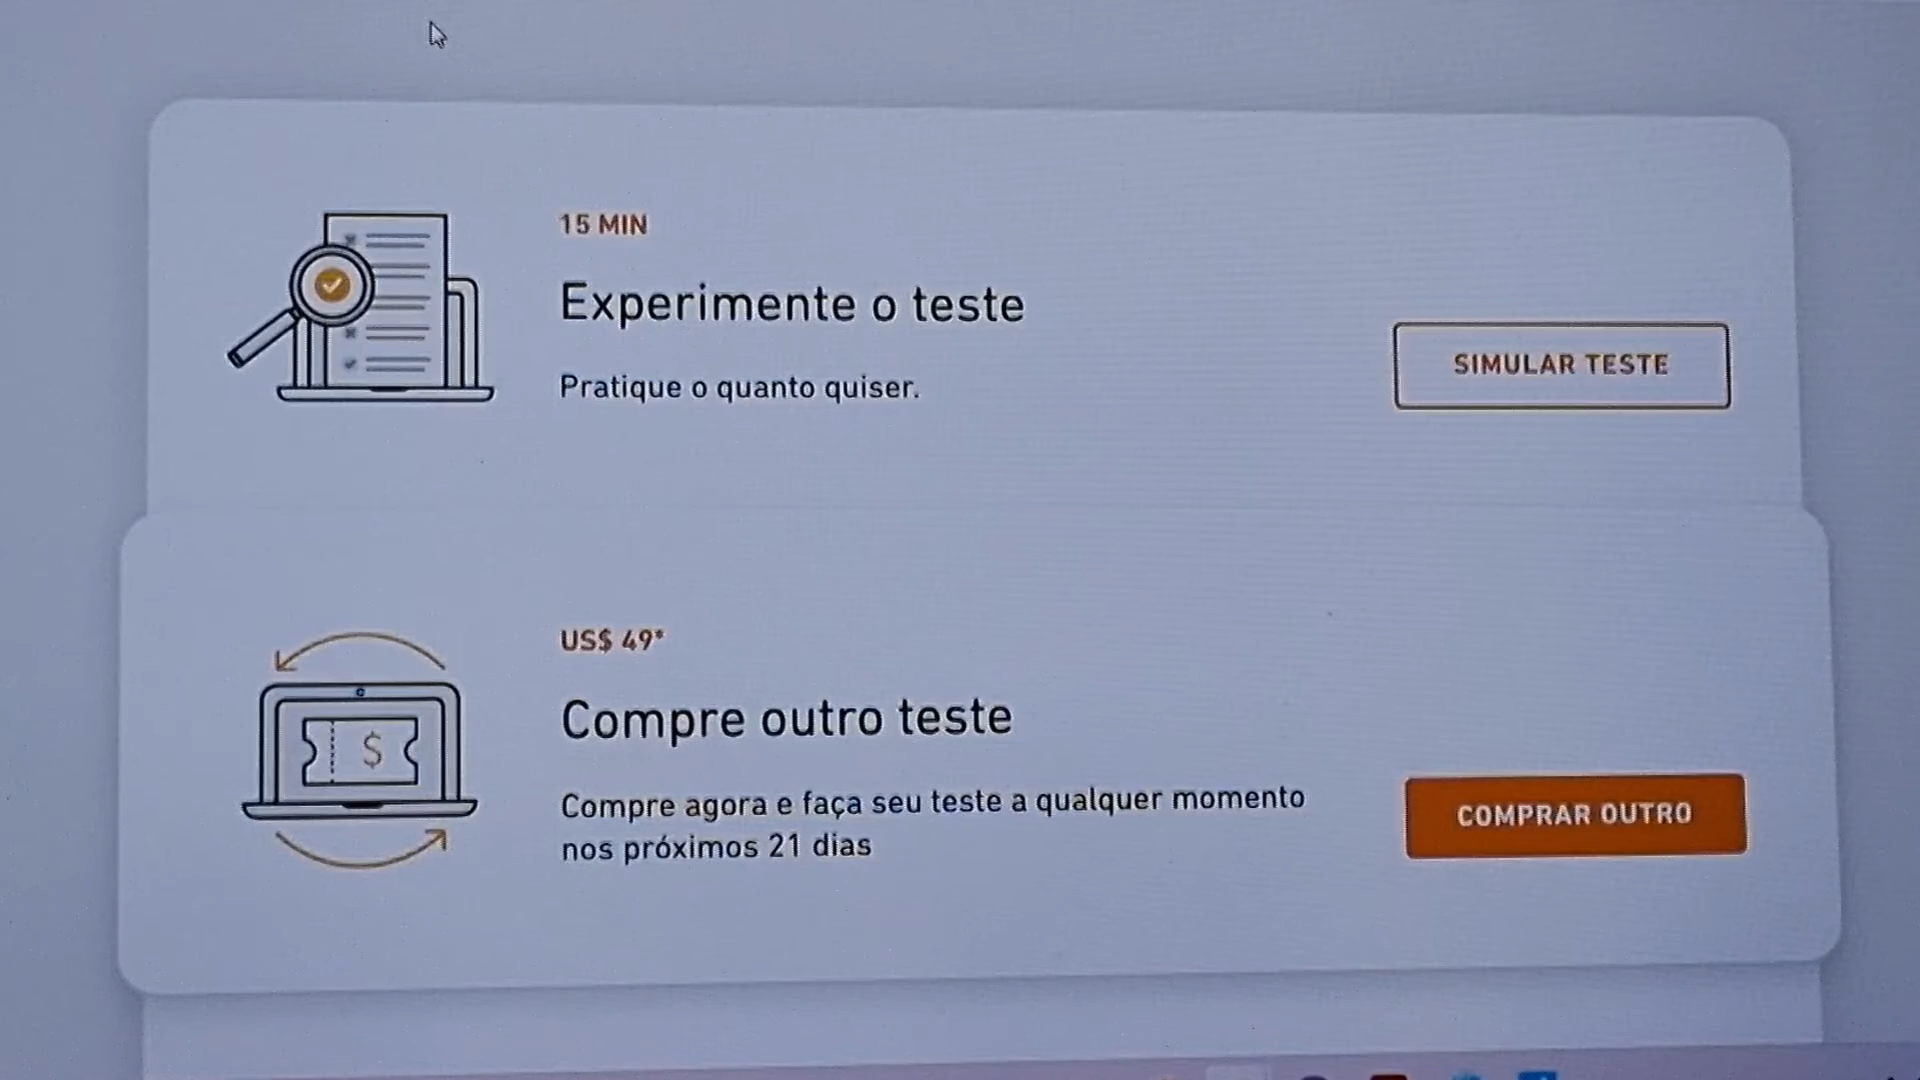 15 MIN
Experimente o teste
Pratique o quanto quiser.
SIMULAR TESTE
US$ 49*
Compre outro teste
$
Compre agora e faça seu teste a qualquer momento
nos próximos 21 dias
COMPRAR OUTRO